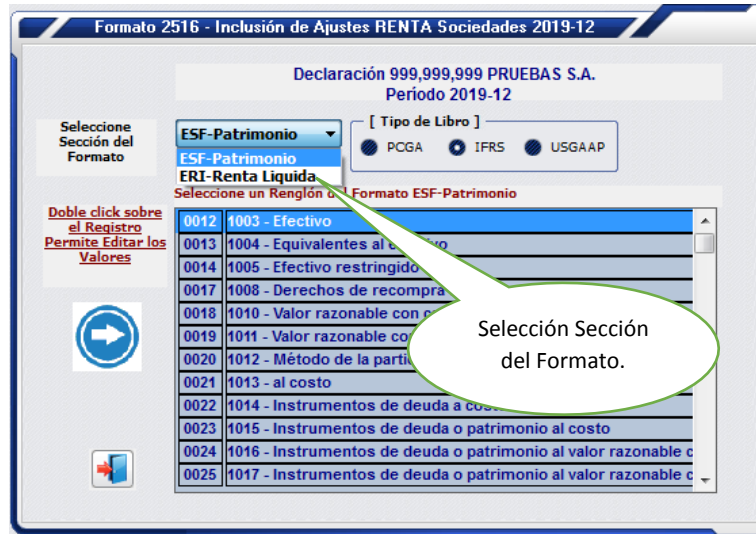 Formato 2516 - Inclusión de Ajustes RENTA Sociedades 2019-12
Declaración 999,999,999 PRUEBAS S.A.
Período 2019-12
Seleccione
Sección del
Formato
ESF-Patrimonio
ESF-Patrimonio
ERI-Renta Liquida
[ Tipo de Libro ]
PCGA IFRS USGAAP
Seleccione un Renglón del Formato ESF-Patrimonio
Doble click sobre
el Registro
Permite Editar los
Valores
0012 1003 - Efectivo
0013 1004 - Equivalentes al
0014 1005 - Efectivo restringido
0017 1008 - Derechos de recompra
0018 1010 - Valor razonable con
0019 1011 - Valor razonable
0020 1012 - Método de la
0021 1013 - al costo
0022 1014 - Instrumentos de deuda a
0023 1015 - Instrumentos de deuda o patrimonio al costo
0024 1016 - Instrumentos de deuda o patrimonio al valor razonable c
0025 1017 - Instrumentos de deuda o patrimonio al valor razonable c
Selección Sección
del Formato.